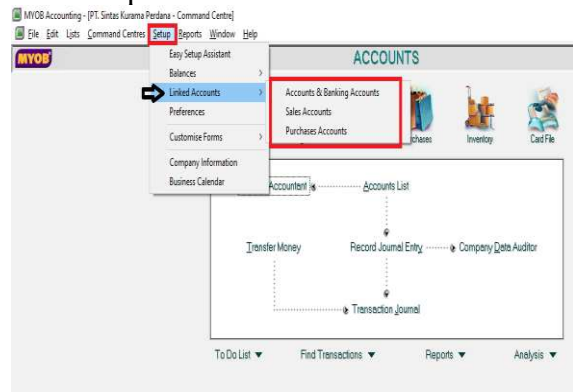 MYOB Accounting - [PT. Sintas Kurama Perdana - Command Centre]
File Edit Lists Command Centres Setup Reports Window Help
MYOB
ACCOUNTS
Easy Setup Assistant
Balances
Linked Accounts
Preferences
Customise Forms
Company Information
Business Calendar
Accounts & Banking Accounts
Sales Accounts
Purchases Accounts
chases Inventory Card File
Accountant Accounts List
Transfer Money Record Journal Entry Company Data Auditor
Transaction Journal
To Do List Find Transactions Reports Analysis